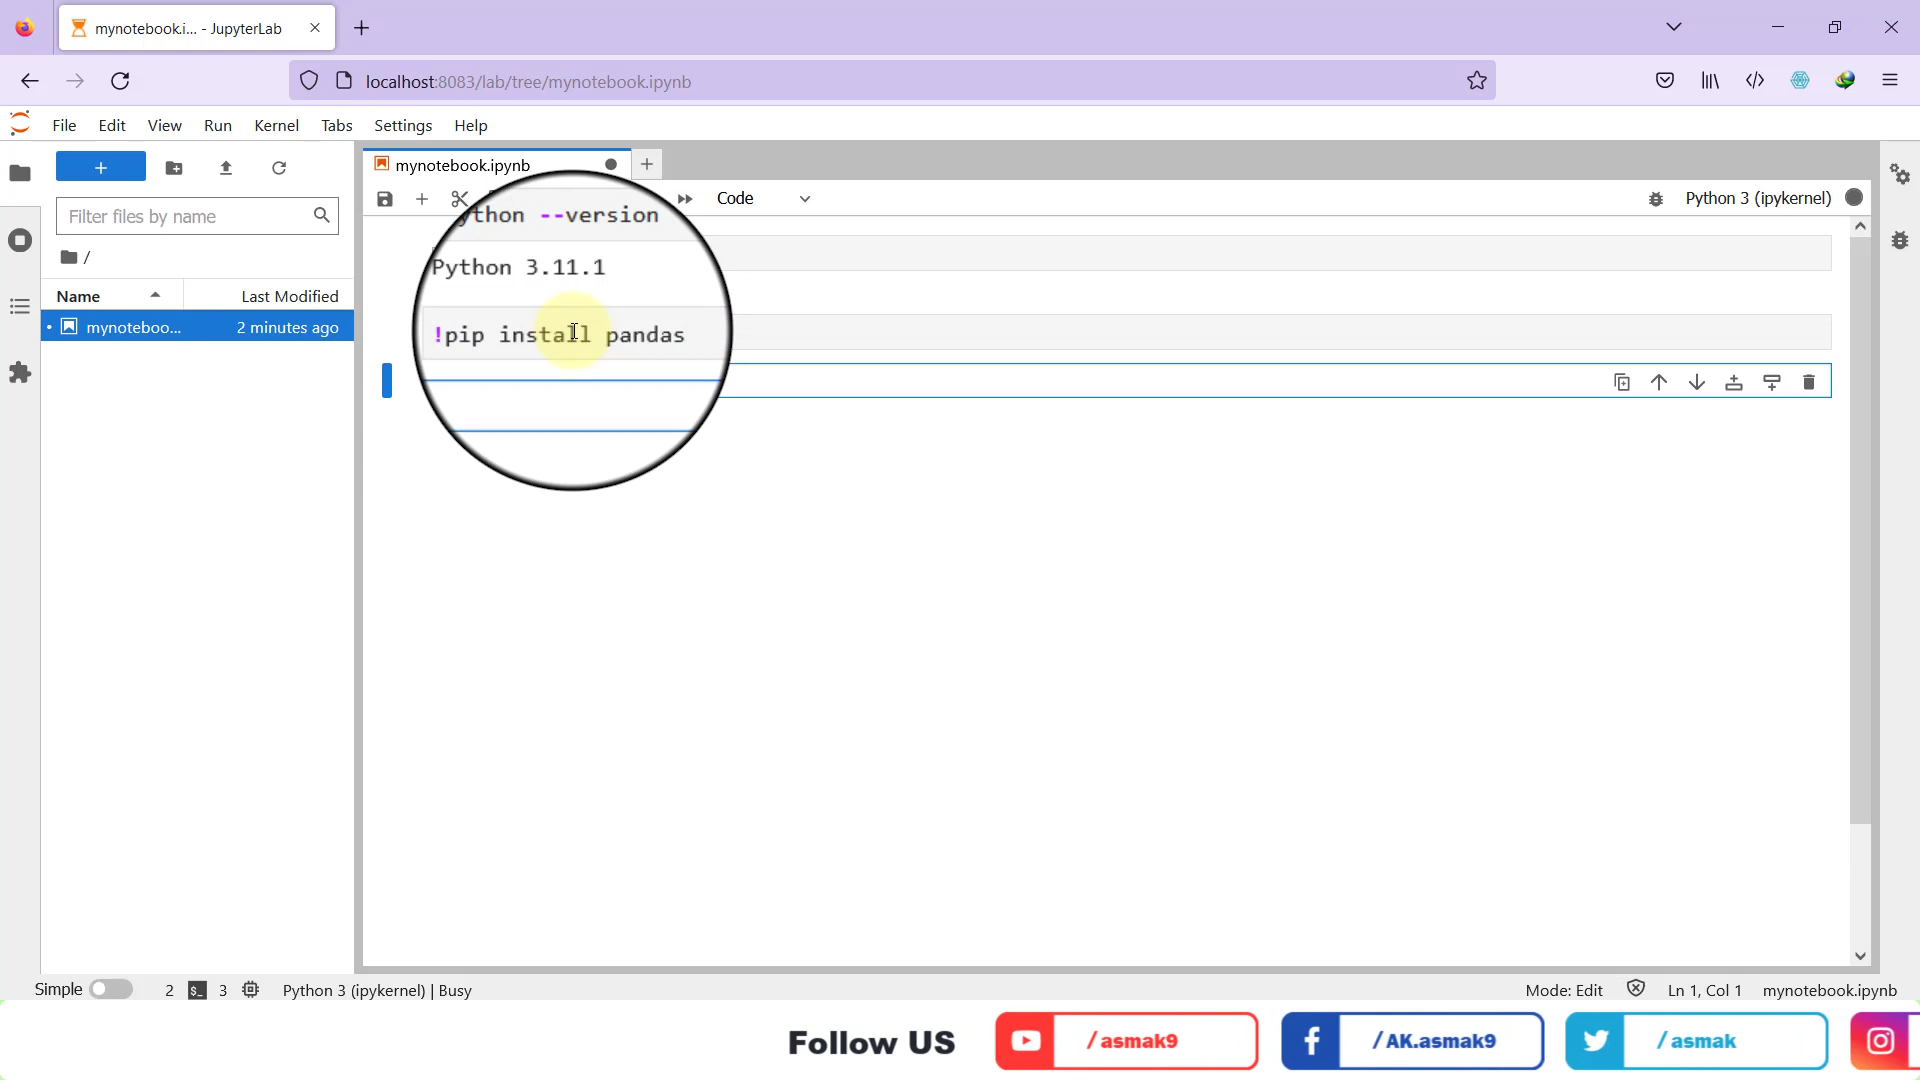 mynotebook.i... - JupyterLab
localhost:8083/lab/tree/mynotebook.ipynb
File Edit View Run Kernel Tabs Settings Help
mynotebook.ipynb
Code
Python 3 (ipykernel)
Filter files by name
/
Name Last Modified
mynoteboo... 2 minutes ago
--version
Python 3.11.1
!pip install pandas
Simple 2 $_ 3 Python 3 (ipykernel) | Busy Mode: Edit Ln 1, Col 1 mynotebook.ipynb
Follow US /asmak9 /AK.asmak9 /asmak